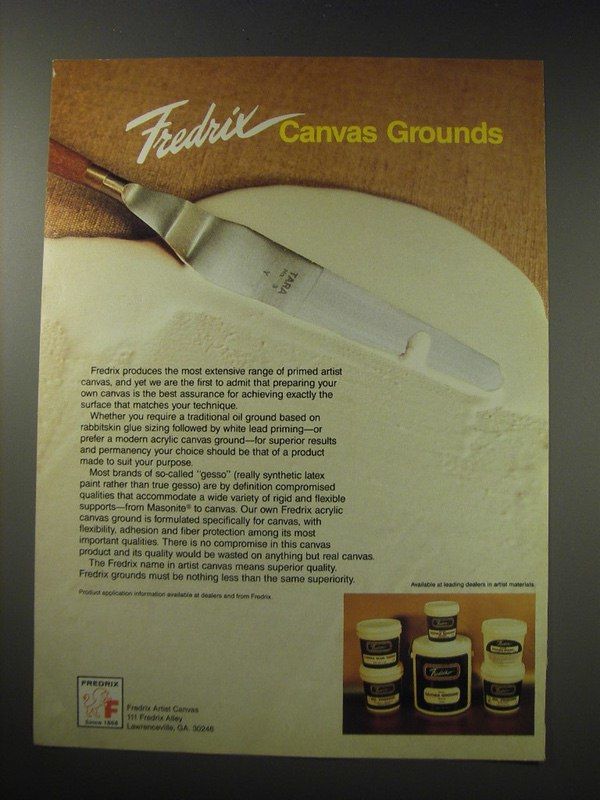 Fredrix Canvas Grounds
TARA
No. 3
Fredrix produces the most extensive range of primed artist
canvas, and yet we are the first to admit that preparing your
own canvas is the best assurance for achieving exactly the
surface that matches your technique.
Whether you require a traditional oil ground based on
rabbitskin glue sizing followed by white lead priming—or
prefer a modern acrylic canvas ground—for superior results
and permanency your choice should be that of a product
made to suit your purpose.
Most brands of so-called "gesso" (really synthetic latex
paint rather than true gesso) are by definition compromised
qualities that accommodate a wide variety of rigid and flexible
supports—from Masonite® to canvas. Our own Fredrix acrylic
canvas ground is formulated specifically for canvas, with
flexibility, adhesion and fiber protection among its most
important qualities. There is no compromise in this canvas
product and its quality would be wasted on anything but real canvas.
The Fredrix name in artist canvas means superior quality.
Fredrix grounds must be nothing less than the same superiority.
Available at leading dealers in artist materials.
Product application information available at dealers and from Fredrix.
Fredrix
FREDRIX
F
Since 1868
Fredrix Artist Canvas
111 Fredrix Alley
Lawrenceville, GA. 30246